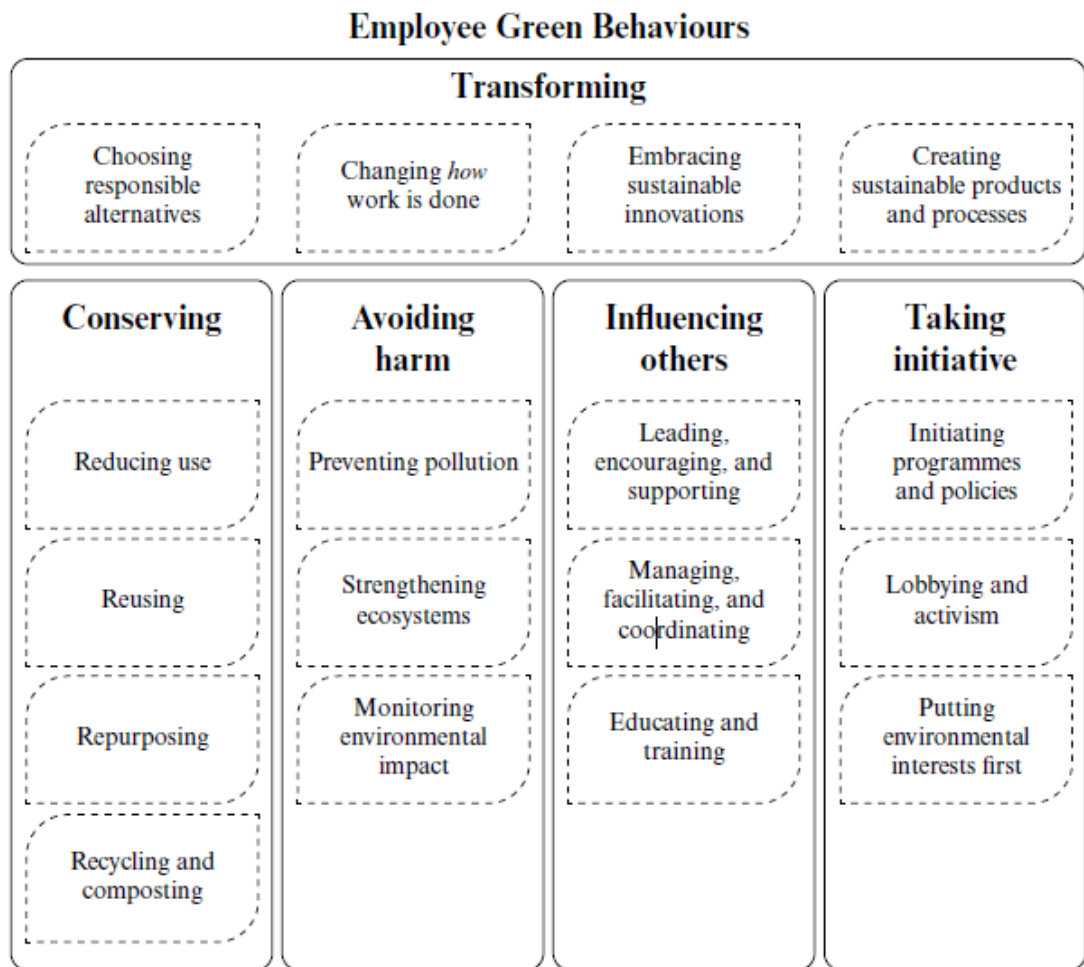 Employee Green Behaviours
Transforming
Choosing
responsible
alternatives
Changing how
work is done
Embracing
sustainable
innovations
Creating
sustainable products
and processes
Conserving
Reducing use
Reusing
Repurposing
Recycling and
composting
Avoiding
harm
Preventing pollution
Strengthening
ecosystems
Monitoring
environmental
impact
Influencing
others
Leading,
encouraging, and
supporting
Managing,
facilitating, and
coordinating
Educating and
training
Taking
initiative
Initiating
programmes
and policies
Lobbying and
activism
Putting
environmental
interests first